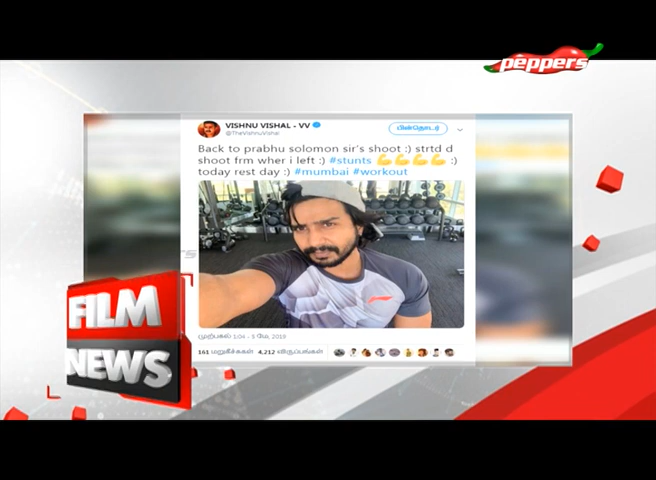 peppers
VISHNU VISHAL - VV
@TheVishnuVishal
பின்தொடர்
Back to prabhu solomon sir's shoot :) strtd d
shoot frm wher i left :) #stunts 💪💪💪💪 :)
today rest day :) #mumbai #workout
முற்பகல் 1:04 - 3 மே, 2019
161 மறுகீச்சுகள் 4,212 விருப்பங்கள்
FILM
NEWS